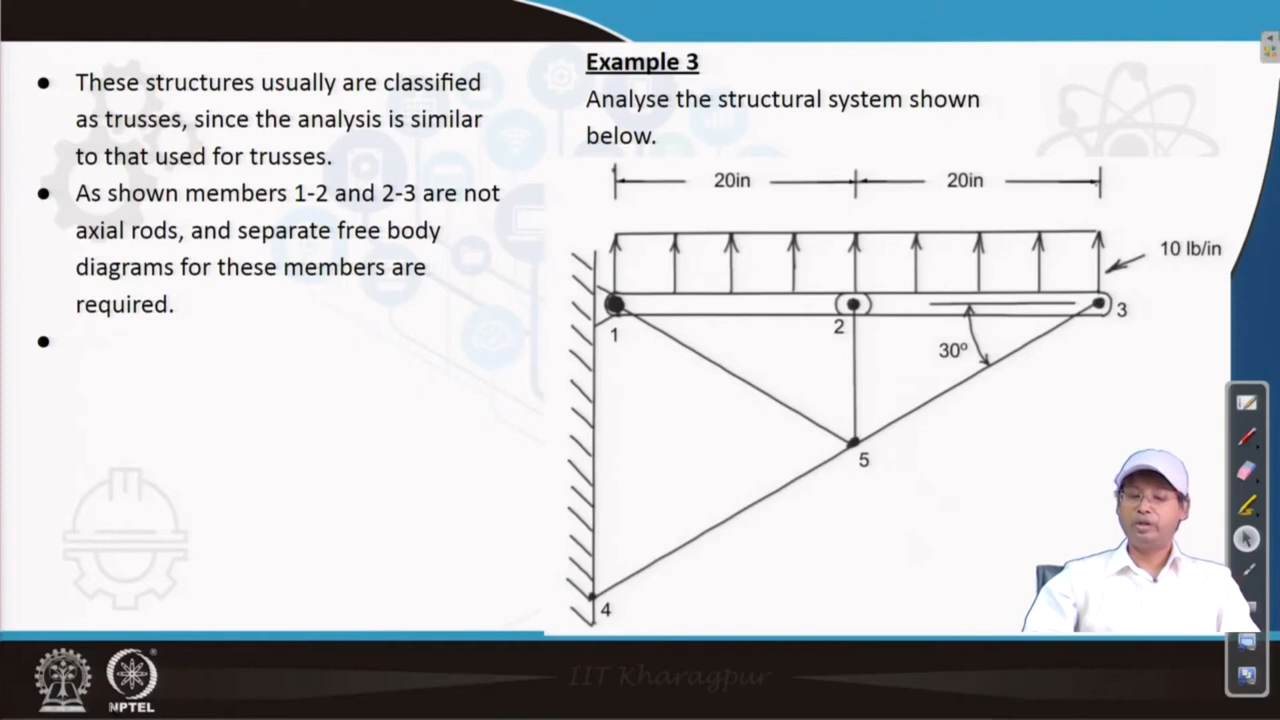 ● These structures usually are classified
as trusses, since the analysis is similar
to that used for trusses.
● As shown members 1-2 and 2-3 are not
axial rods, and separate free body
diagrams for these members are
required.
●
Example 3
Analyse the structural system shown
below.
20in 20in
10 lb/in
1
2
3
30º
5
4
IIT Kharagpur
NPTEL